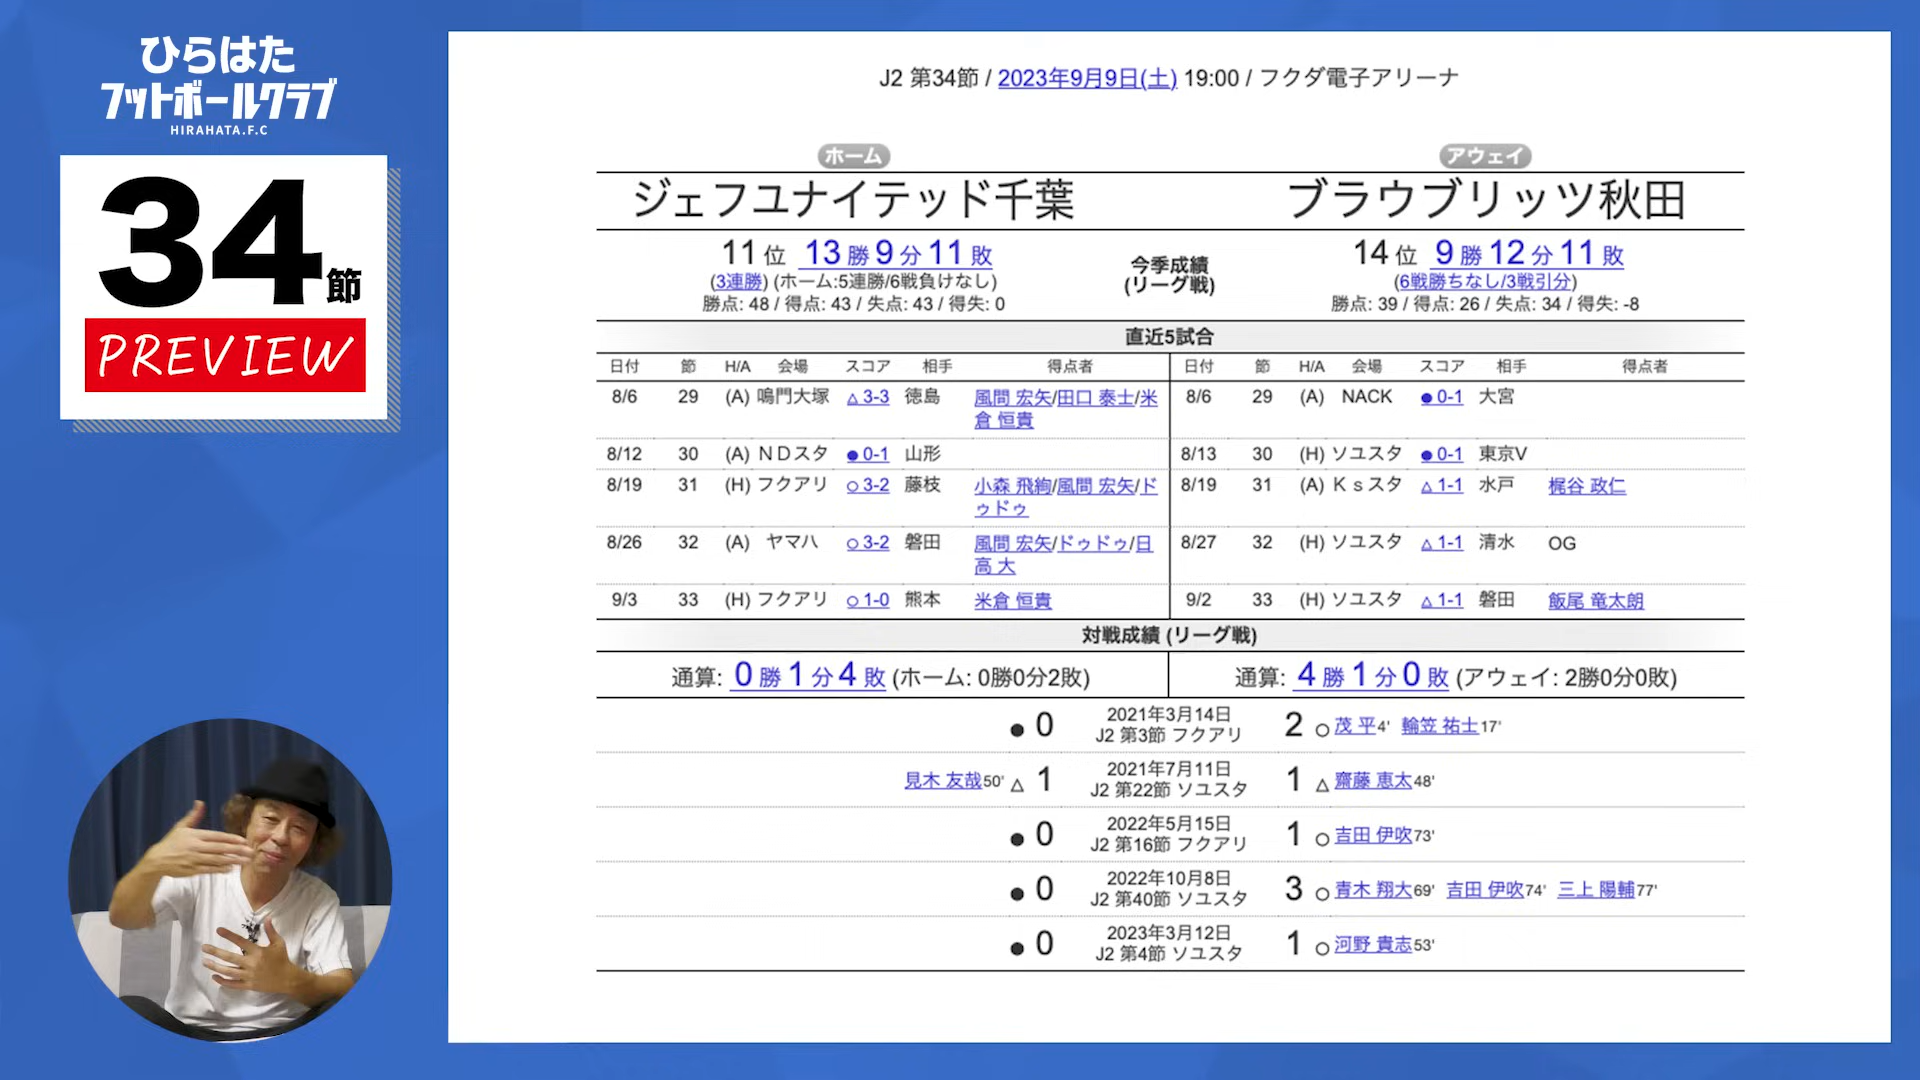 ひらはた
フットボールクラブ
HIRAHATA.F.C
34節
PREVIEW
J2 第34節 / 2023年9月9日(土) 19:00 / フクダ電子アリーナ
ホーム アウェイ
ジェフユナイテッド千葉 ブラウブリッツ秋田
11位 13勝9分11敗 今季成績 14位 9勝12分11敗
(3連勝) (ホーム:5連勝/6戦負けなし) (リーグ戦) (6戦勝ちなし/3戦引分)
勝点: 48 / 得点: 43 / 失点: 43 / 得失: 0 勝点: 39 / 得点: 26 / 失点: 34 / 得失: -8
直近5試合
日付 節 H/A 会場 スコア 相手 得点者 日付 節 H/A 会場 スコア 相手 得点者
8/6 29 (A) 鳴門大塚 △3-3 徳島 風間 宏矢/田口 泰士/米倉 恒貴 8/6 29 (A) NACK ●0-1 大宮
8/12 30 (A) NDスタ ●0-1 山形 8/13 30 (H) ソユスタ ●0-1 東京V
8/19 31 (H) フクアリ ○3-2 藤枝 小森 飛絢/風間 宏矢/ドゥドゥ 8/19 31 (A) Ksスタ △1-1 水戸 梶谷 政仁
8/26 32 (A) ヤマハ ○3-2 磐田 風間 宏矢/ドゥドゥ/日高 大 8/27 32 (H) ソユスタ △1-1 清水 OG
9/3 33 (H) フクアリ ○1-0 熊本 米倉 恒貴 9/2 33 (H) ソユスタ △1-1 磐田 飯尾 竜太朗
対戦成績 (リーグ戦)
通算: 0勝1分4敗 (ホーム: 0勝0分2敗) 通算: 4勝1分0敗 (アウェイ: 2勝0分0敗)
● 0 2021年3月14日 J2 第3節 フクアリ 2 ○ 茂 平4' 輪笠 祐士17'
見木 友哉50' △ 1 2021年7月11日 J2 第22節 ソユスタ 1 △ 齋藤 恵太48'
● 0 2022年5月15日 J2 第16節 フクアリ 1 ○ 吉田 伊吹73'
● 0 2022年10月8日 J2 第40節 ソユスタ 3 ○ 青木 翔大69' 吉田 伊吹74' 三上 陽輔77'
● 0 2023年3月12日 J2 第4節 ソユスタ 1 ○ 河野 貴志53'